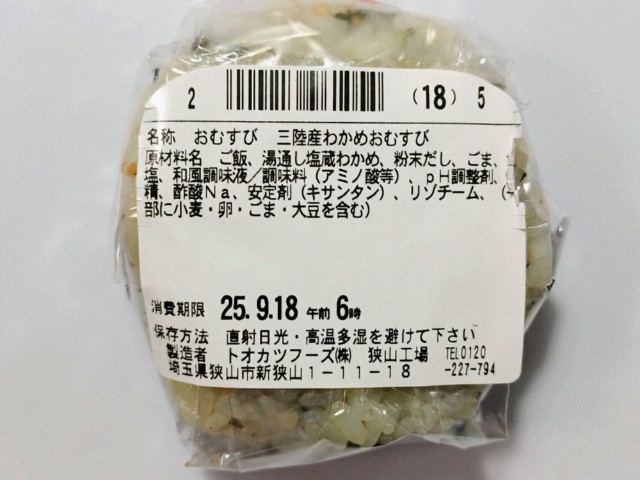 2 (18) 5
名称 おむすび 三陸産わかめおむすび
原材料名 ご飯、湯通し塩蔵わかめ、粉末だし、ごま、
塩、和風調味液／調味料（アミノ酸等）、ｐＨ調整剤、
精、酢酸Ｎａ、安定剤（キサンタン）、リゾチーム、（一
部に小麦・卵・ごま・大豆を含む）
消費期限 25.9.18 午前6時
保存方法 直射日光・高温多湿を避けて下さい
製造者 トオカツフーズ㈱ 狭山工場 TEL0120
埼玉県狭山市新狭山１－１１－１８ -227-794